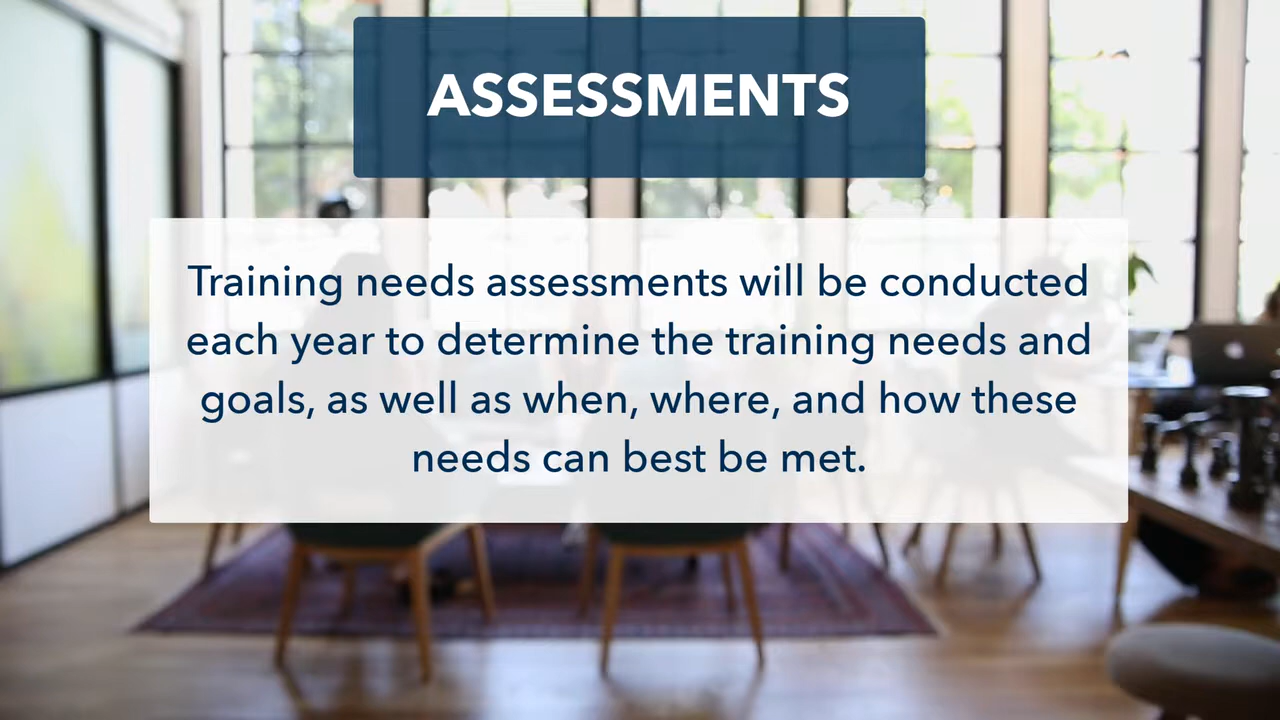 ASSESSMENTS
Training needs assessments will be conducted
each year to determine the training needs and
goals, as well as when, where, and how these
needs can best be met.